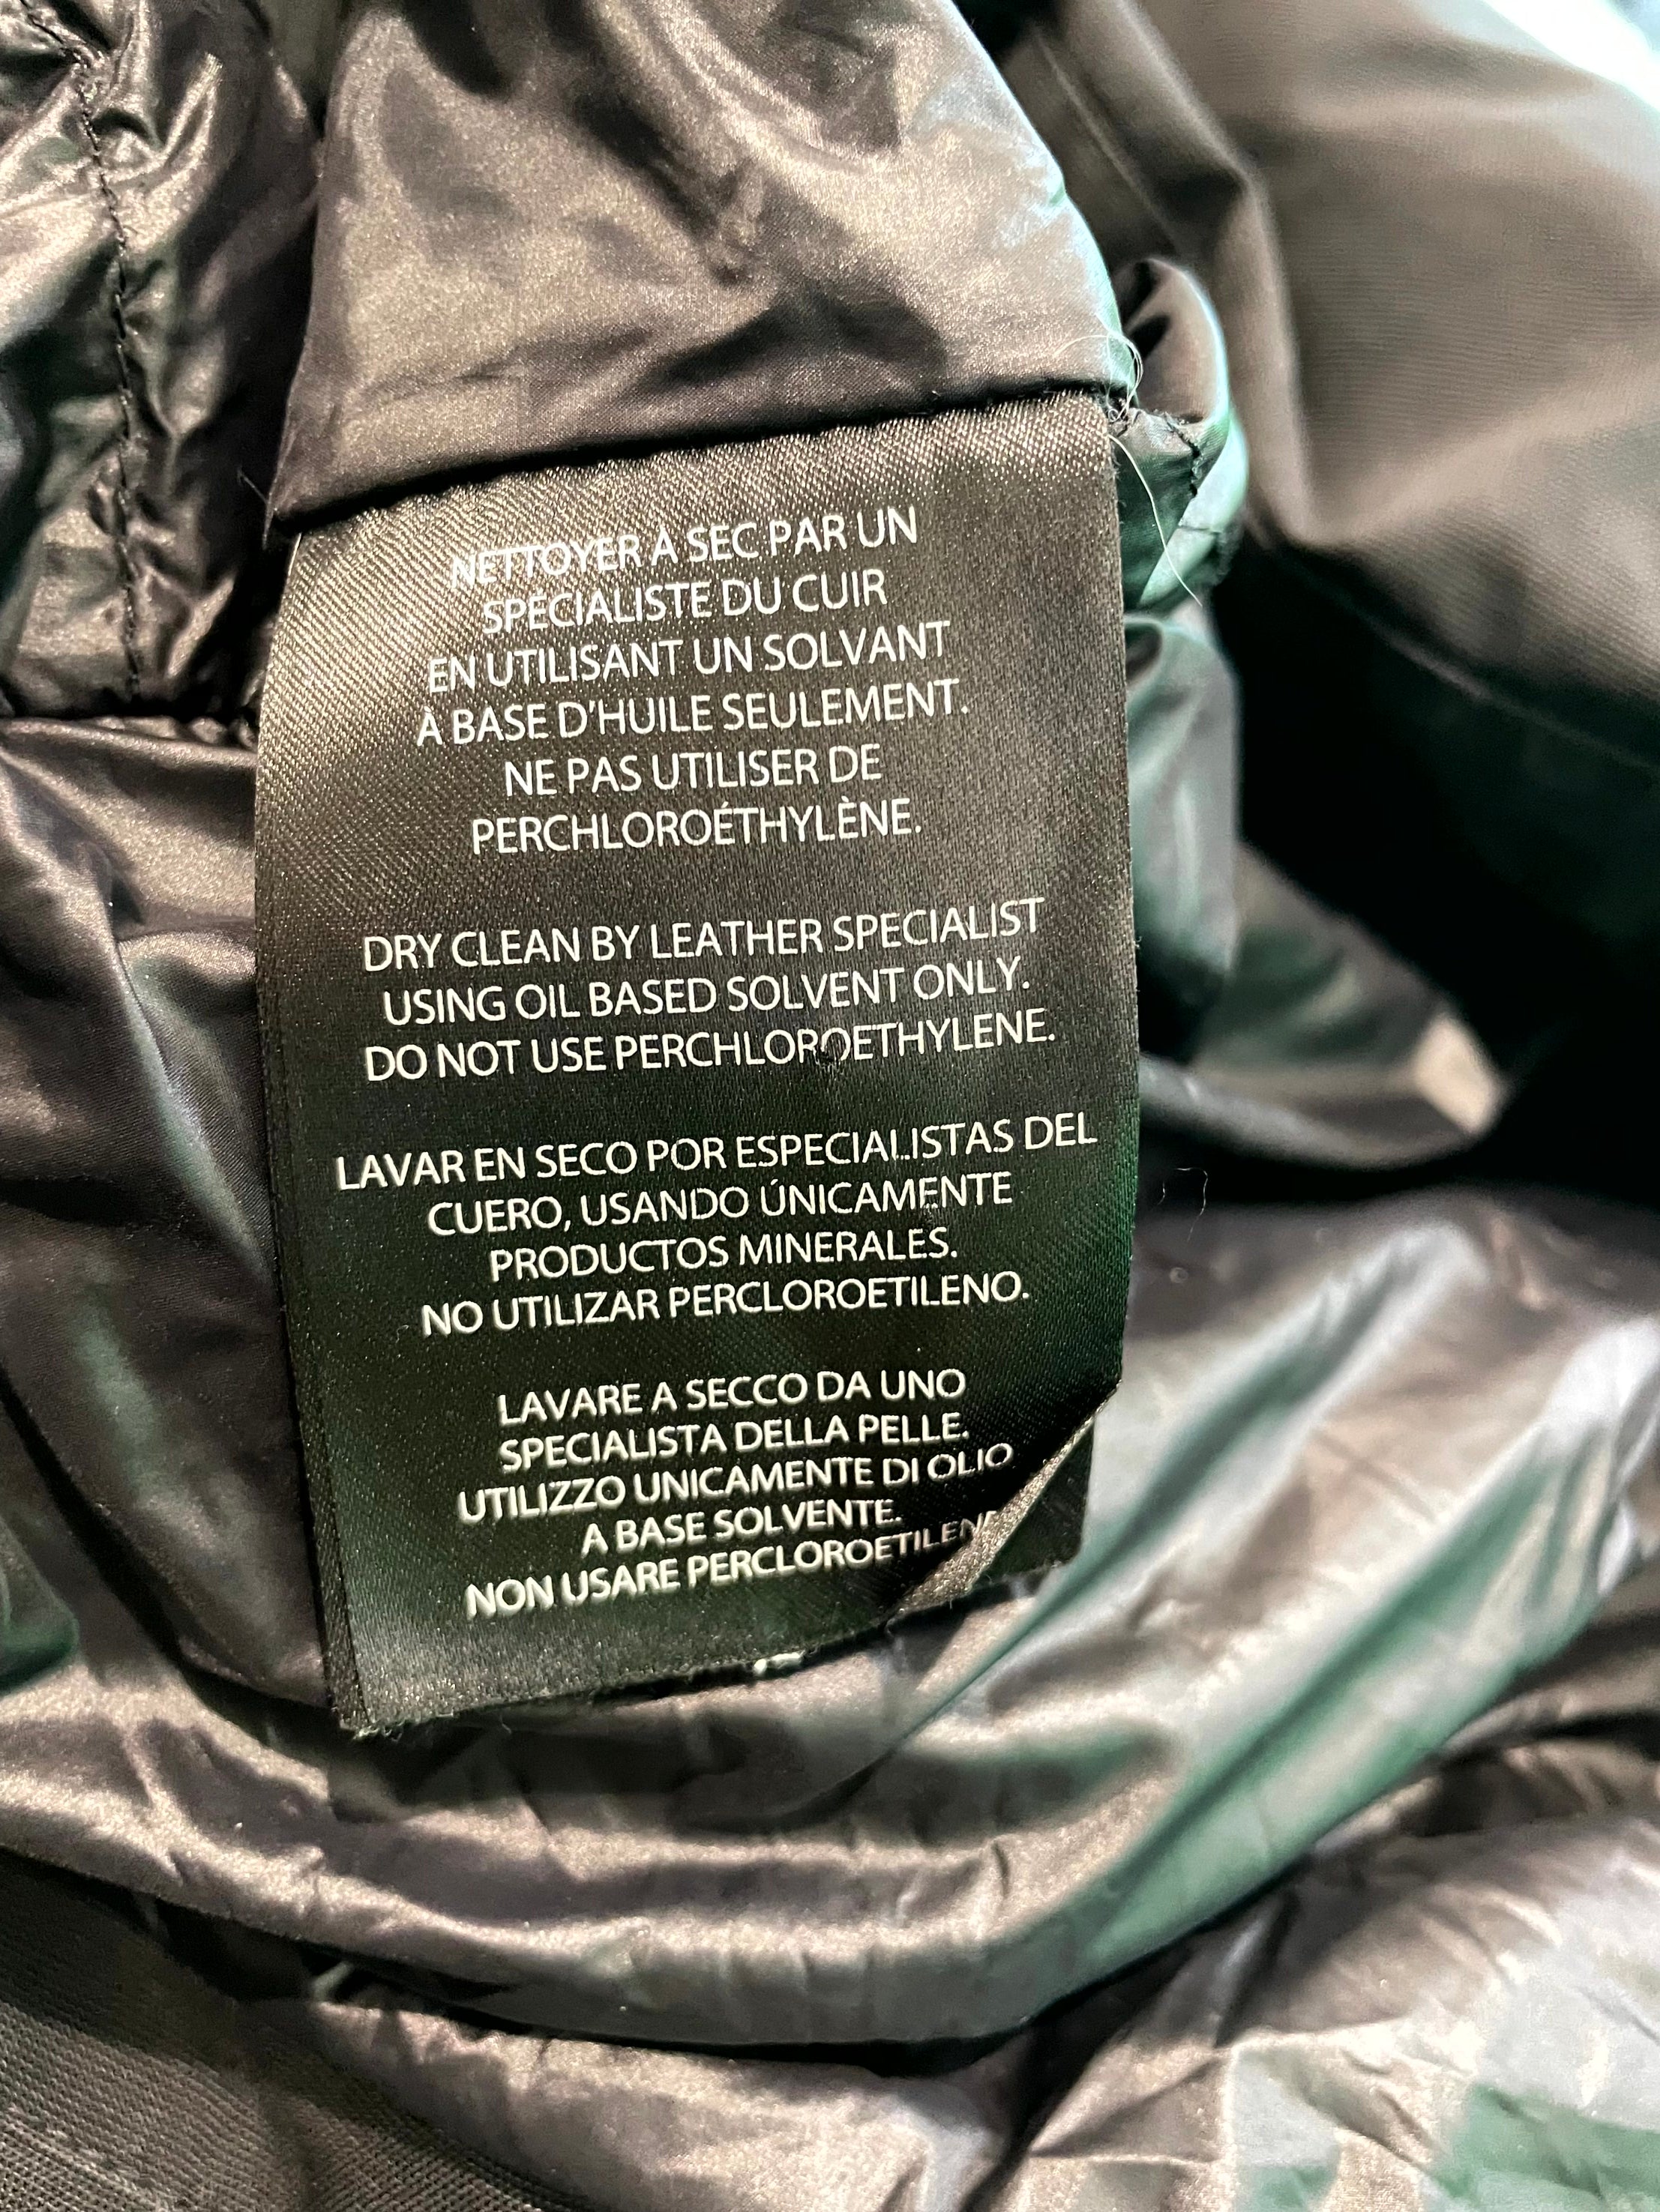 NETTOYER À SEC PAR UN
SPÉCIALISTE DU CUIR
EN UTILISANT UN SOLVANT
À BASE D'HUILE SEULEMENT.
NE PAS UTILISER DE
PERCHLOROÉTHYLÈNE.
DRY CLEAN BY LEATHER SPECIALIST
USING OIL BASED SOLVENT ONLY.
DO NOT USE PERCHLOROETHYLENE.
LAVAR EN SECO POR ESPECIALISTAS DEL
CUERO, USANDO ÚNICAMENTE
PRODUCTOS MINERALES.
NO UTILIZAR PERCLOROETILENO.
LAVARE A SECCO DA UNO
SPECIALISTA DELLA PELLE.
UTILIZZO UNICAMENTE DI OLIO
A BASE SOLVENTE.
NON USARE PERCLOROETILENE